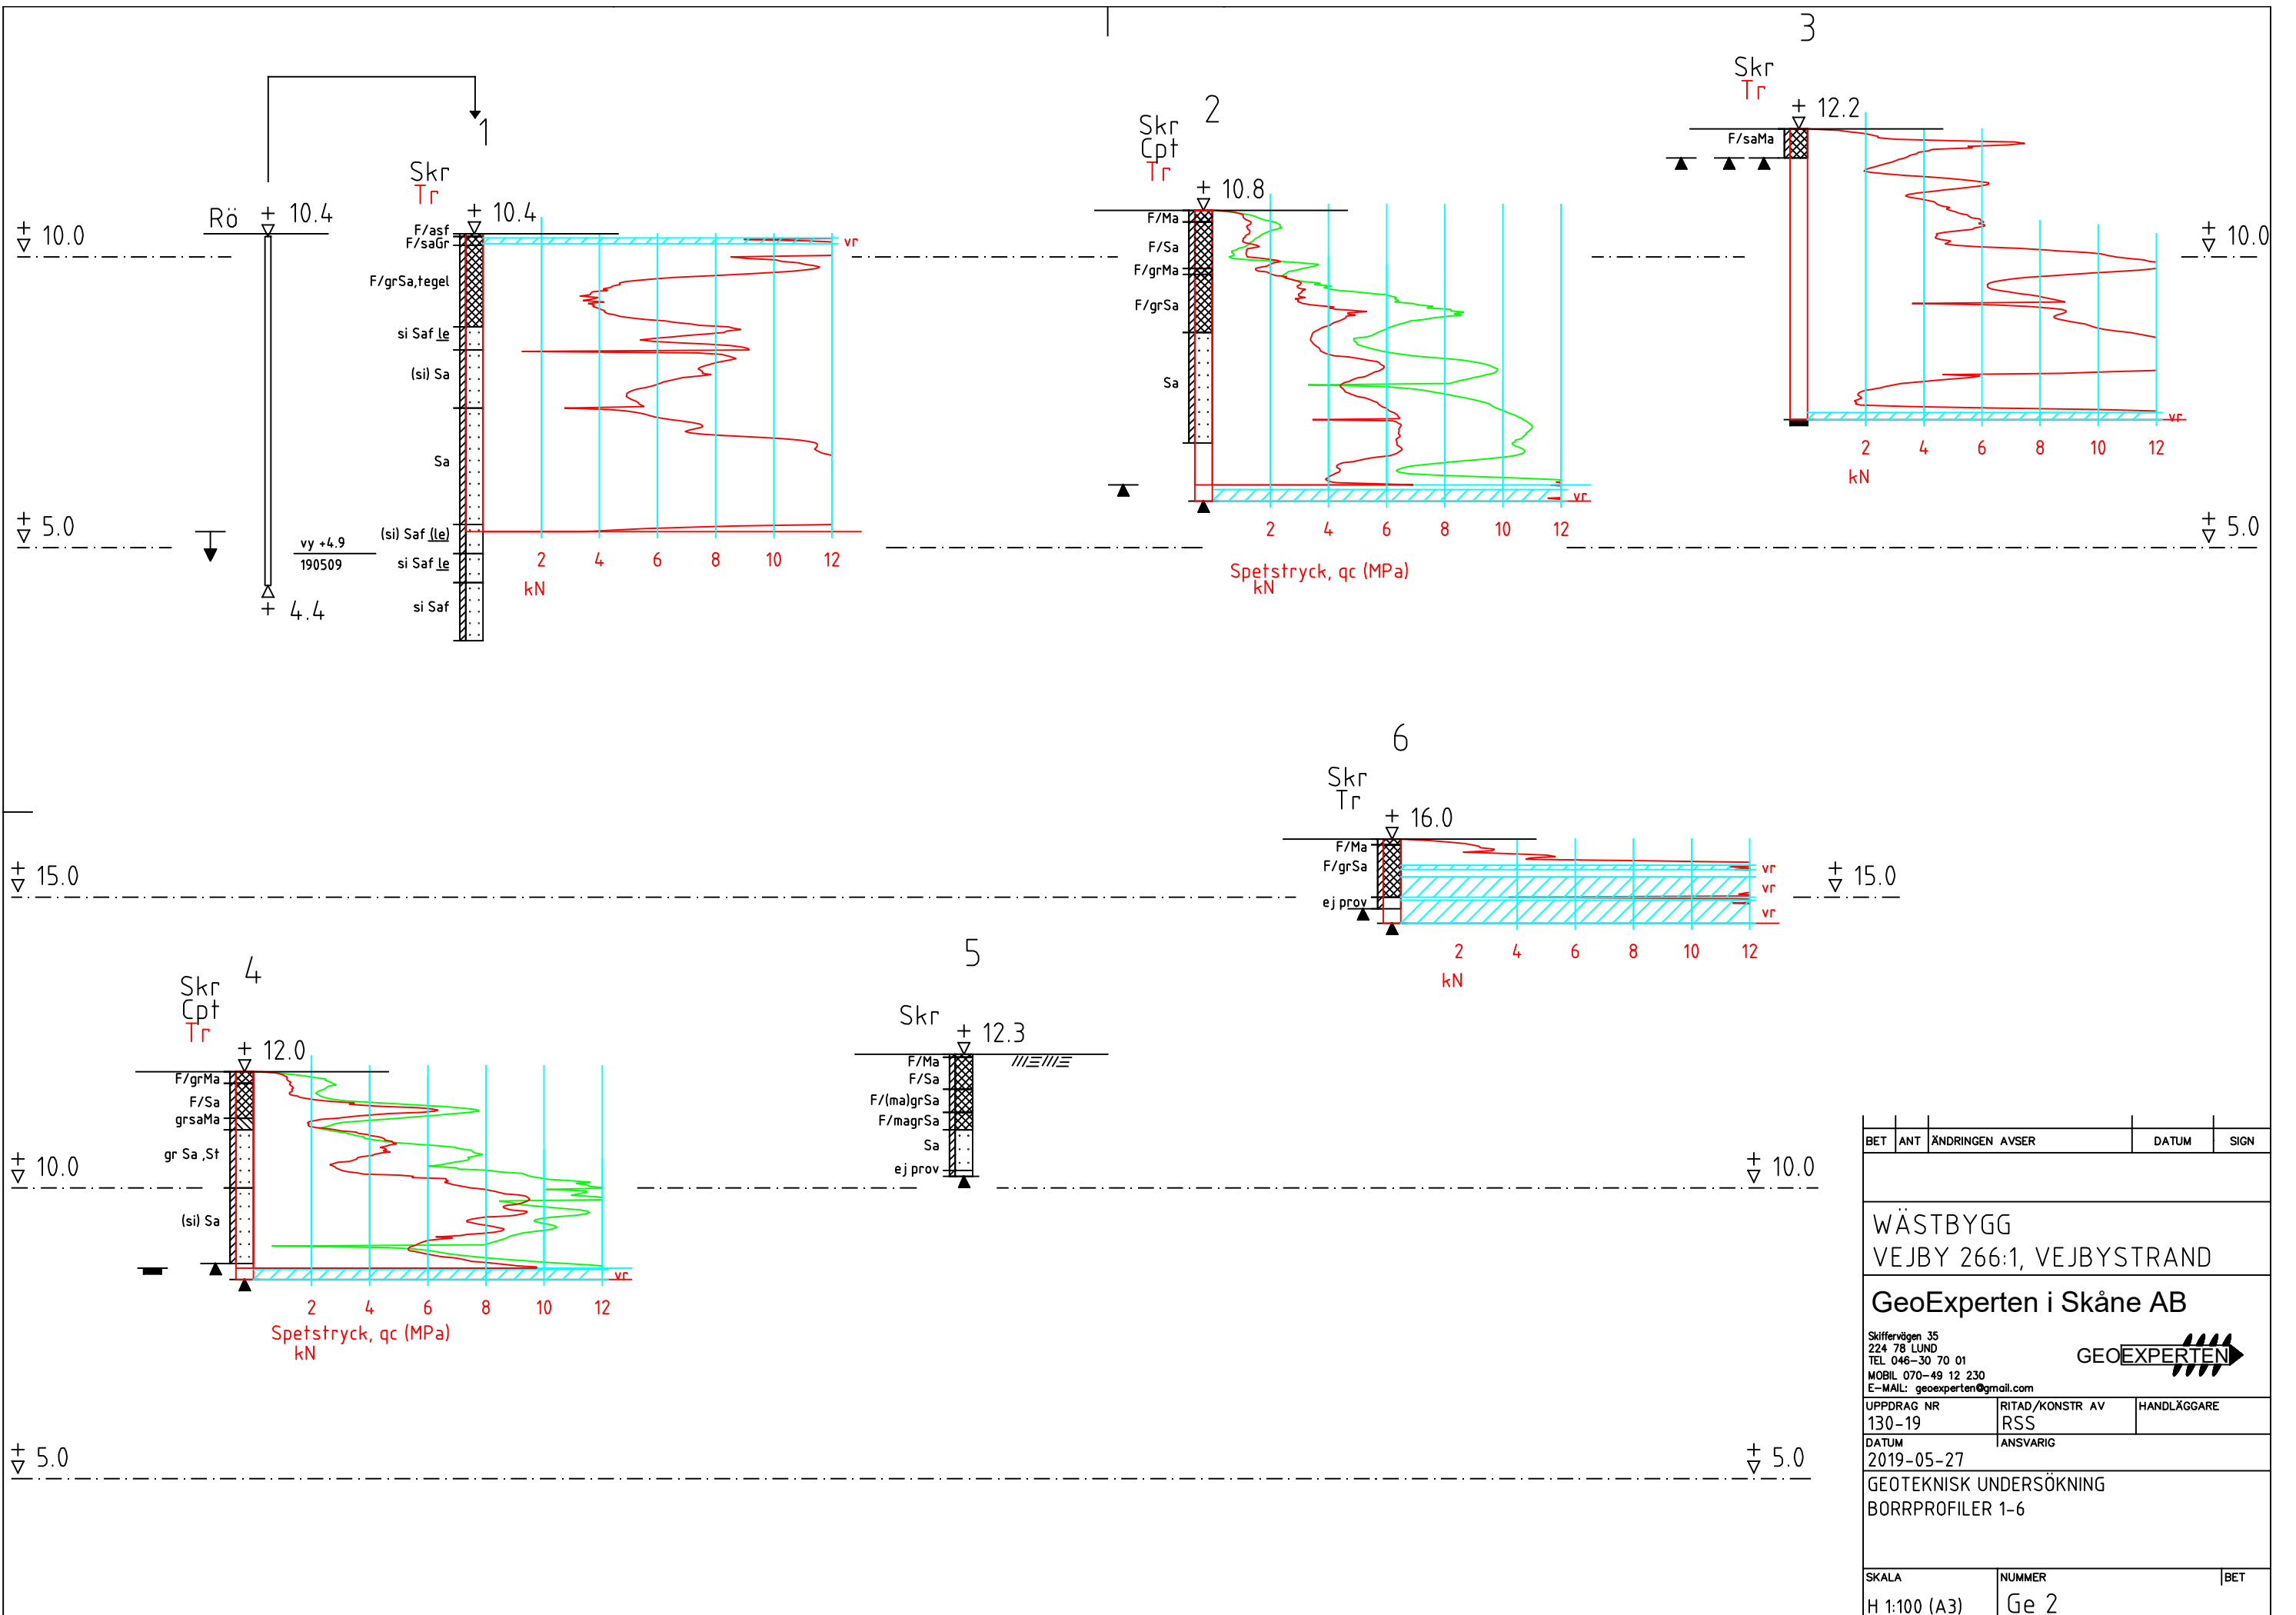 1
Skr
Tr
Rö
+ 10.4
+ 10.4
+ 10.0
F/asf
F/saGr
F/grSa,tegel
si Saf le
(si) Sa
Sa
(si) Saf (le)
si Saf le
si Saf
vr
+ 5.0
vy +4.9
190509
+ 4.4
2 4 6 8 10 12
kN
2
Skr
Cpt
Tr
+ 10.8
F/Ma
F/Sa
F/grMa
F/grSa
Sa
vr
2 4 6 8 10 12
Spetstryck, qc (MPa)
kN
3
Skr
Tr
+ 12.2
F/saMa
+ 10.0
vr
2 4 6 8 10 12
kN
+ 5.0
6
Skr
Tr
+ 16.0
F/Ma
F/grSa
ej prov
vr
vr
vr
+ 15.0
+ 15.0
2 4 6 8 10 12
kN
4
Skr
Cpt
Tr
+ 12.0
F/grMa
F/Sa
grsaMa
gr Sa ,St
(si) Sa
+ 10.0
vr
2 4 6 8 10 12
Spetstryck, qc (MPa)
kN
5
Skr
+ 12.3
F/Ma
F/Sa
F/(ma)grSa
F/magrSa
Sa
ej prov
+ 10.0
+ 5.0
+ 5.0
BET ANT ÄNDRINGEN AVSER DATUM SIGN
WÄSTBYGG
VEJBY 266:1, VEJBYSTRAND
GeoExperten i Skåne AB
Skiffervägen 35
224 78 LUND
TEL 046-30 70 01
MOBIL 070-49 12 230
E-MAIL: geoexperten@gmail.com
GEOEXPERTEN
UPPDRAG NR RITAD/KONSTR AV HANDLÄGGARE
130-19 RSS
DATUM ANSVARIG
2019-05-27
GEOTEKNISK UNDERSÖKNING
BORRPROFILER 1-6
SKALA NUMMER BET
H 1:100 (A3) Ge 2